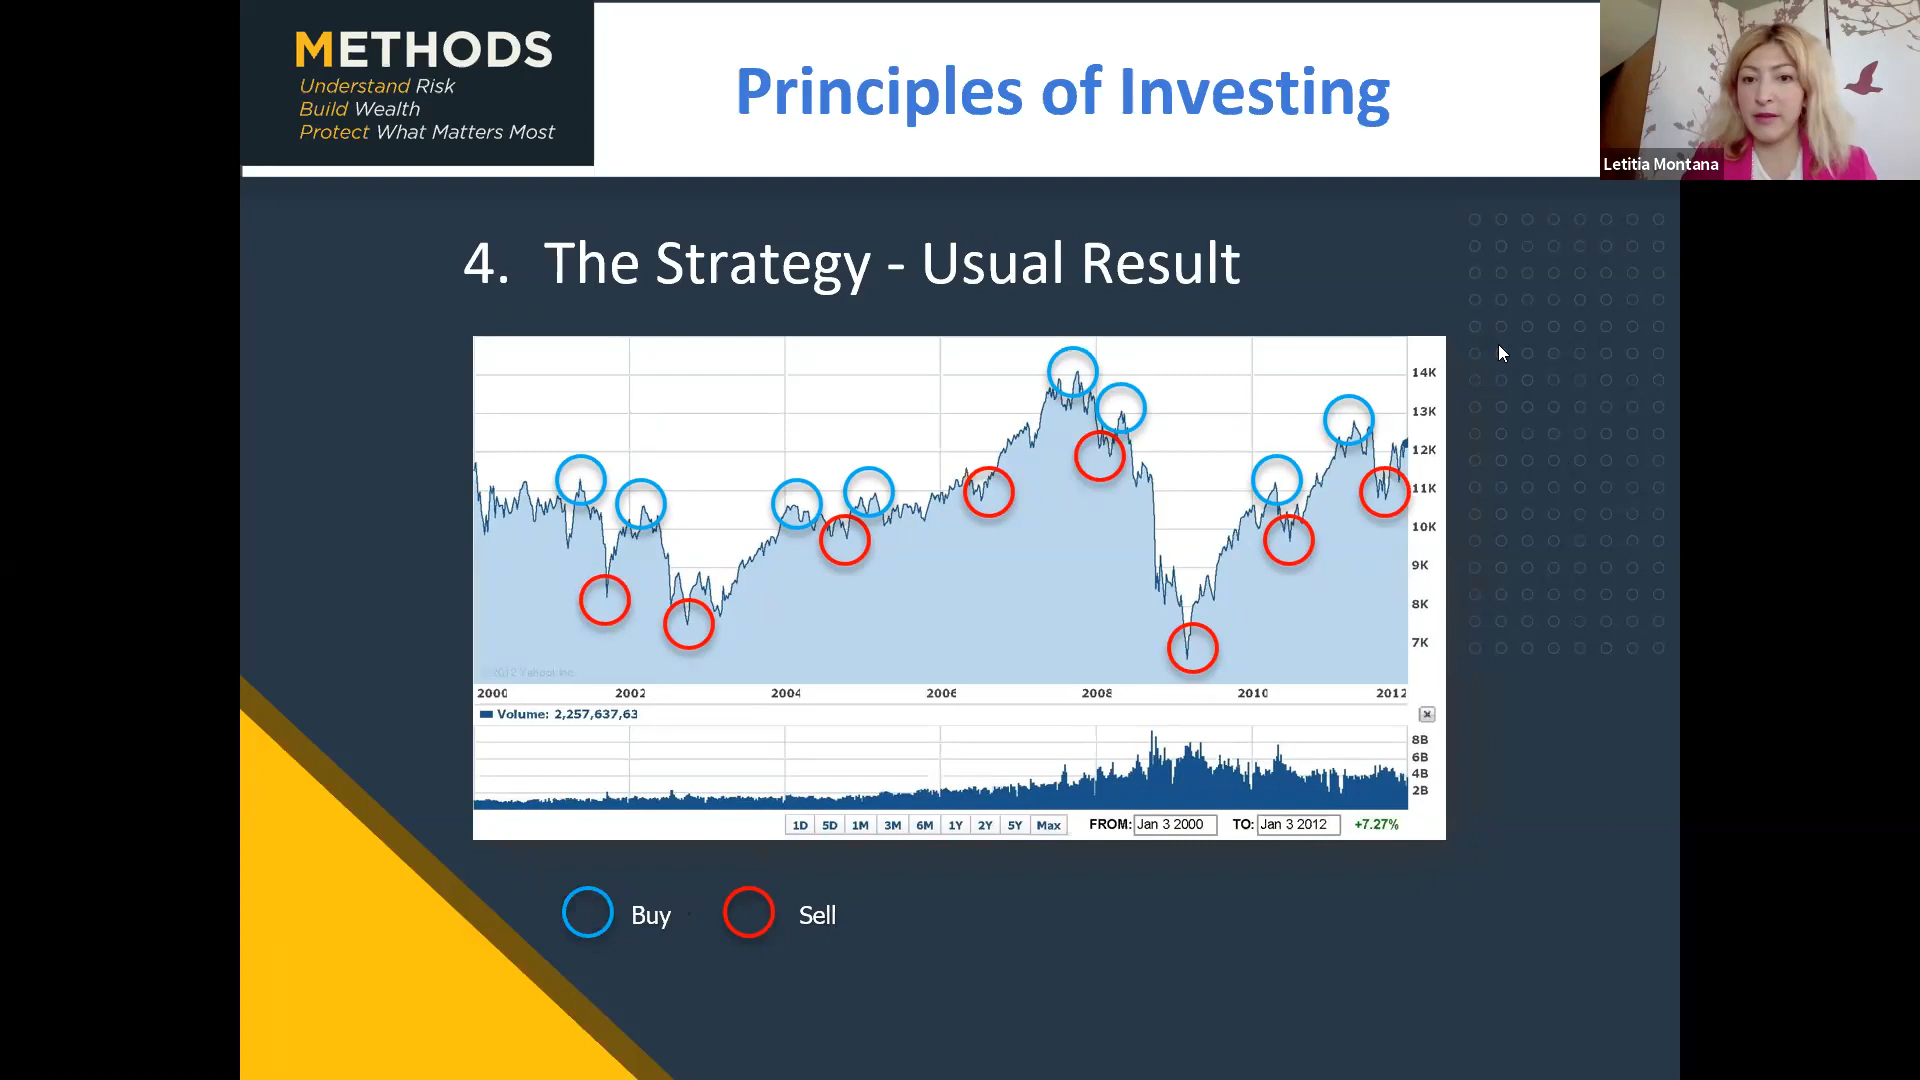 METHODS
Understand Risk
Build Wealth
Protect What Matters Most
Principles of Investing
Letitia Montana
4. The Strategy - Usual Result
14K
13K
12K
11K
10K
9K
8K
7K
©2012 Yahoo! Inc.
2000 2002 2004 2006 2008 2010 2012
Volume: 2,257,637,63
8B
6B
4B
2B
1D 5D 1M 3M 6M 1Y 2Y 5Y Max FROM: Jan 3 2000 TO: Jan 3 2012 +7.27%
Buy Sell